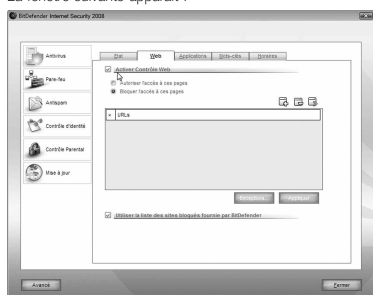 La fenêtre suivante apparaît :
BitDefender Internet Security 2008
Antivirus
Pare-feu
Antispam
Contrôle d'identité
Contrôle Parental
Mise à jour
Etat
Web
Applications
Mots-clés
Horaires
Activer Contrôle Web
Autoriser l'accès à ces pages
Bloquer l'accès à ces pages
URLs
Exceptions...
Appliquer
Utiliser la liste des sites bloqués fournie par BitDefender
Avancé
Fermer